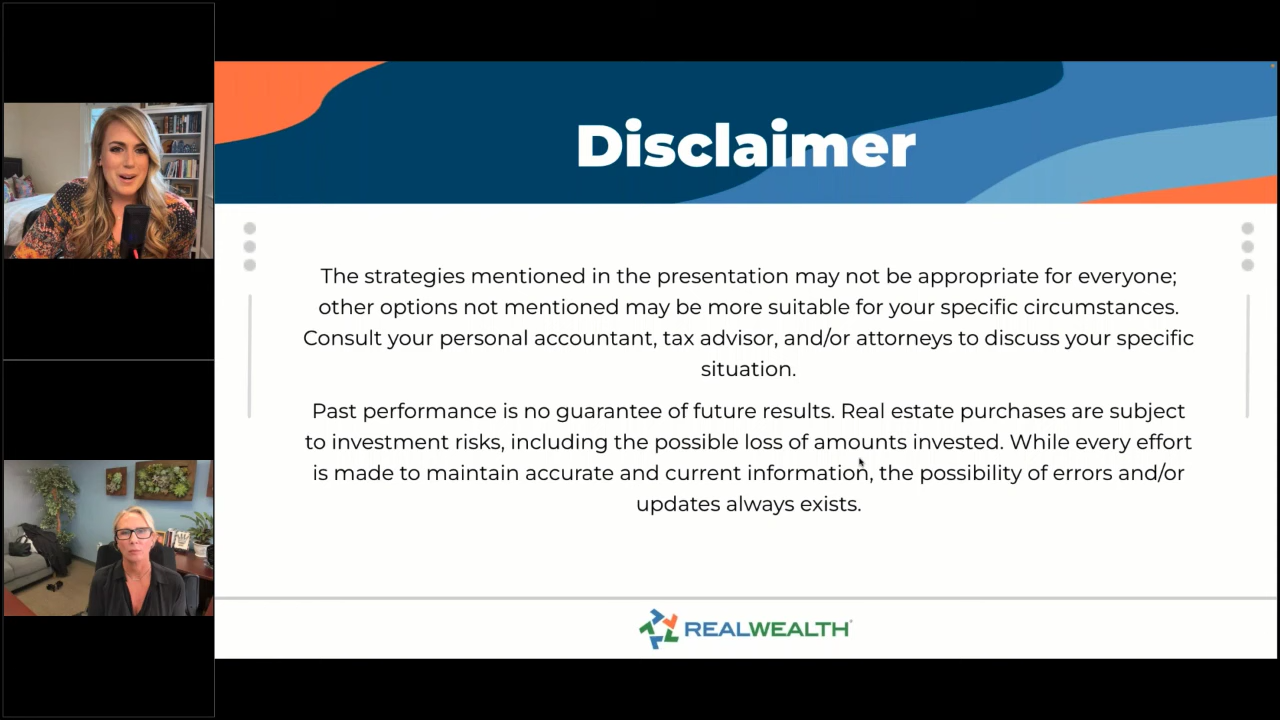 Disclaimer
The strategies mentioned in the presentation may not be appropriate for everyone;
other options not mentioned may be more suitable for your specific circumstances.
Consult your personal accountant, tax advisor, and/or attorneys to discuss your specific
situation.
Past performance is no guarantee of future results. Real estate purchases are subject
to investment risks, including the possible loss of amounts invested. While every effort
is made to maintain accurate and current information, the possibility of errors and/or
updates always exists.
REALWEALTH